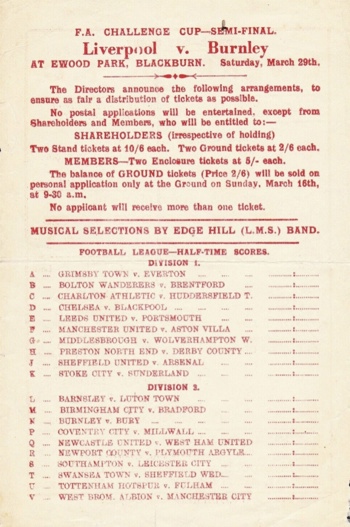 F.A. CHALLENGE CUP—SEMI-FINAL.
Liverpool v. Burnley
AT EWOOD PARK, BLACKBURN. Saturday, March 29th.
The Directors announce the following arrangements, to
ensure as fair a distribution of tickets as possible.
No postal applications will be entertained, except from
Shareholders and Members, who will be entitled to:—
SHAREHOLDERS (irrespective of holding)
Two Stand tickets at 10/6 each. Two Ground tickets at 2/6 each.
MEMBERS—Two Enclosure tickets at 5/- each.
The balance of GROUND tickets (Price 2/6) will be sold on
personal application only at the Ground on Sunday, March 16th,
at 9-30 a.m.
No applicant will receive more than one ticket.
MUSICAL SELECTIONS BY EDGE HILL (L.M.S.) BAND.
FOOTBALL LEAGUE—HALF-TIME SCORES.
DIVISION 1.
A ... GRIMSBY TOWN v. EVERTON ... ... ... ...........:...........
B ... BOLTON WANDERERS v. BRENTFORD ... ...........:...........
C ... CHARLTON ATHLETIC v. HUDDERSFIELD T. ...........:...........
D ... CHELSEA v. BLACKPOOL ... ... ... ...........:...........
E ... LEEDS UNITED v. PORTSMOUTH ... ... ...........:...........
F ... MANCHESTER UNITED v. ASTON VILLA ... ...........:...........
G ... MIDDLESBROUGH v. WOLVERHAMPTON W. ...........:...........
H ... PRESTON NORTH END v. DERBY COUNTY ... ...........:...........
J ... SHEFFIELD UNITED v. ARSENAL ... ... ...........:...........
K ... STOKE CITY v. SUNDERLAND ... ... ... ...........:...........
DIVISION 2.
L ... BARNSLEY v. LUTON TOWN ... ... ... ...........:...........
M ... BIRMINGHAM CITY v. BRADFORD ... ... ...........:...........
N ... BURNLEY v. BURY ... ... ... ... ...........:...........
P ... COVENTRY CITY v. MILLWALL ... ... ... ...........:...........
Q ... NEWCASTLE UNITED v. WEST HAM UNITED ...........:...........
R ... NEWPORT COUNTY v. PLYMOUTH ARGYLE... ...........:...........
S ... SOUTHAMPTON v. LEICESTER CITY ... ... ...........:...........
T ... SWANSEA TOWN v. SHEFFIELD WED.... ... ...........:...........
U ... TOTTENHAM HOTSPUR v. FULHAM ... ... ...........:...........
V ... WEST BROM. ALBION v. MANCHESTER CITY ...........:...........